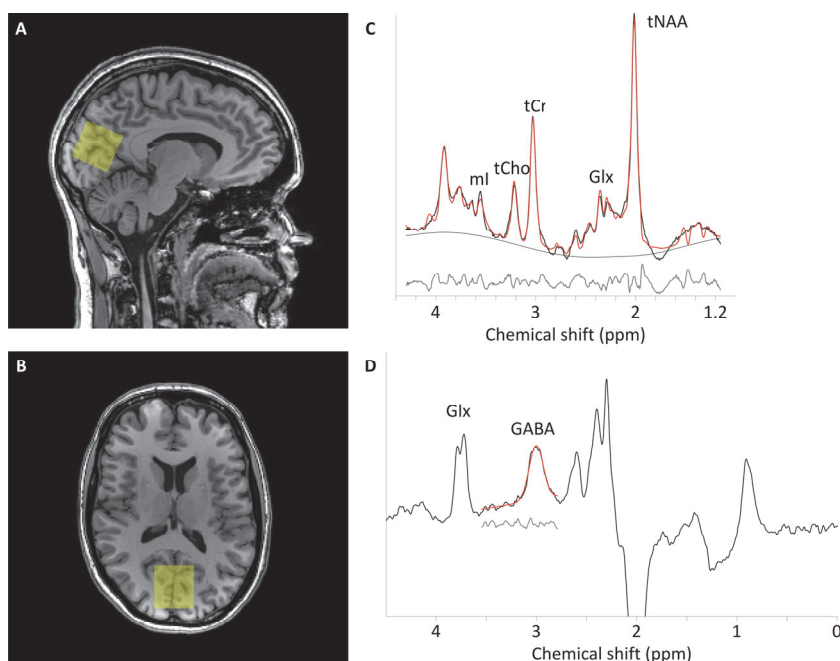 A
C
tNAA
tCr
tCho
mI
Glx
4
3
2
1.2
Chemical shift (ppm)
B
D
Glx
GABA
4
3
2
1
0
Chemical shift (ppm)